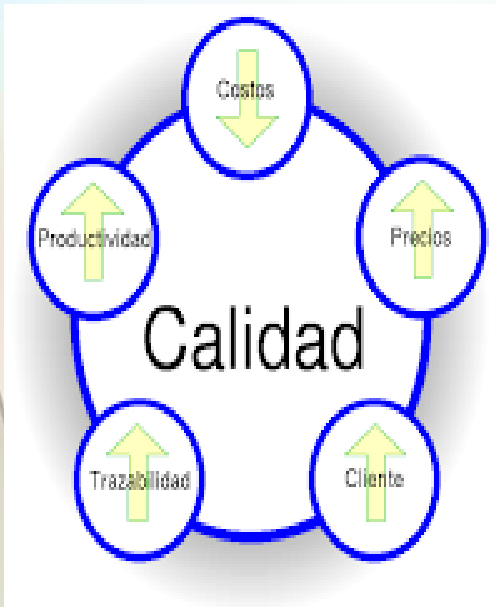 Costos
Productividad
Precios
Calidad
Trazabilidad
Cliente